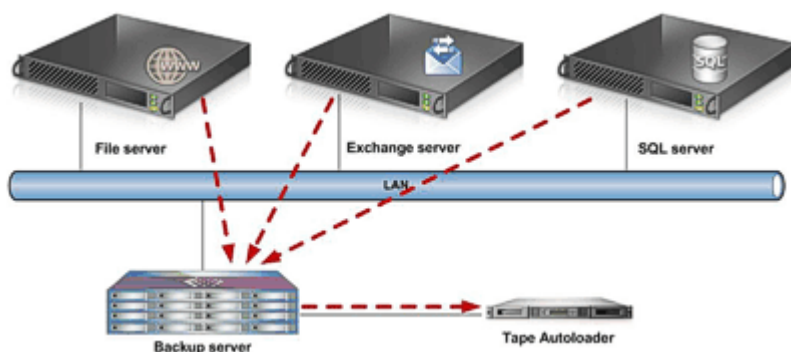 WWW
SQL
File server
Exchange server
SQL server
LAN
Backup server
Tape Autoloader